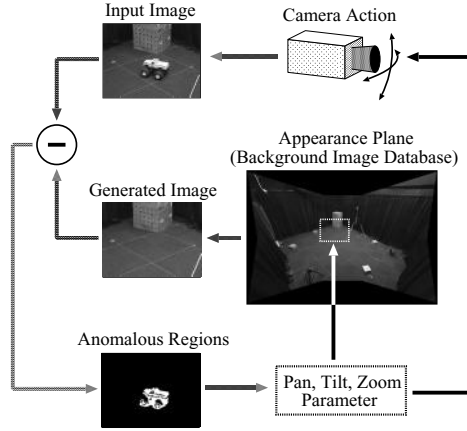 Input Image
Camera Action
Appearance Plane
(Background Image Database)
Generated Image
Anomalous Regions
Pan, Tilt, Zoom
Parameter